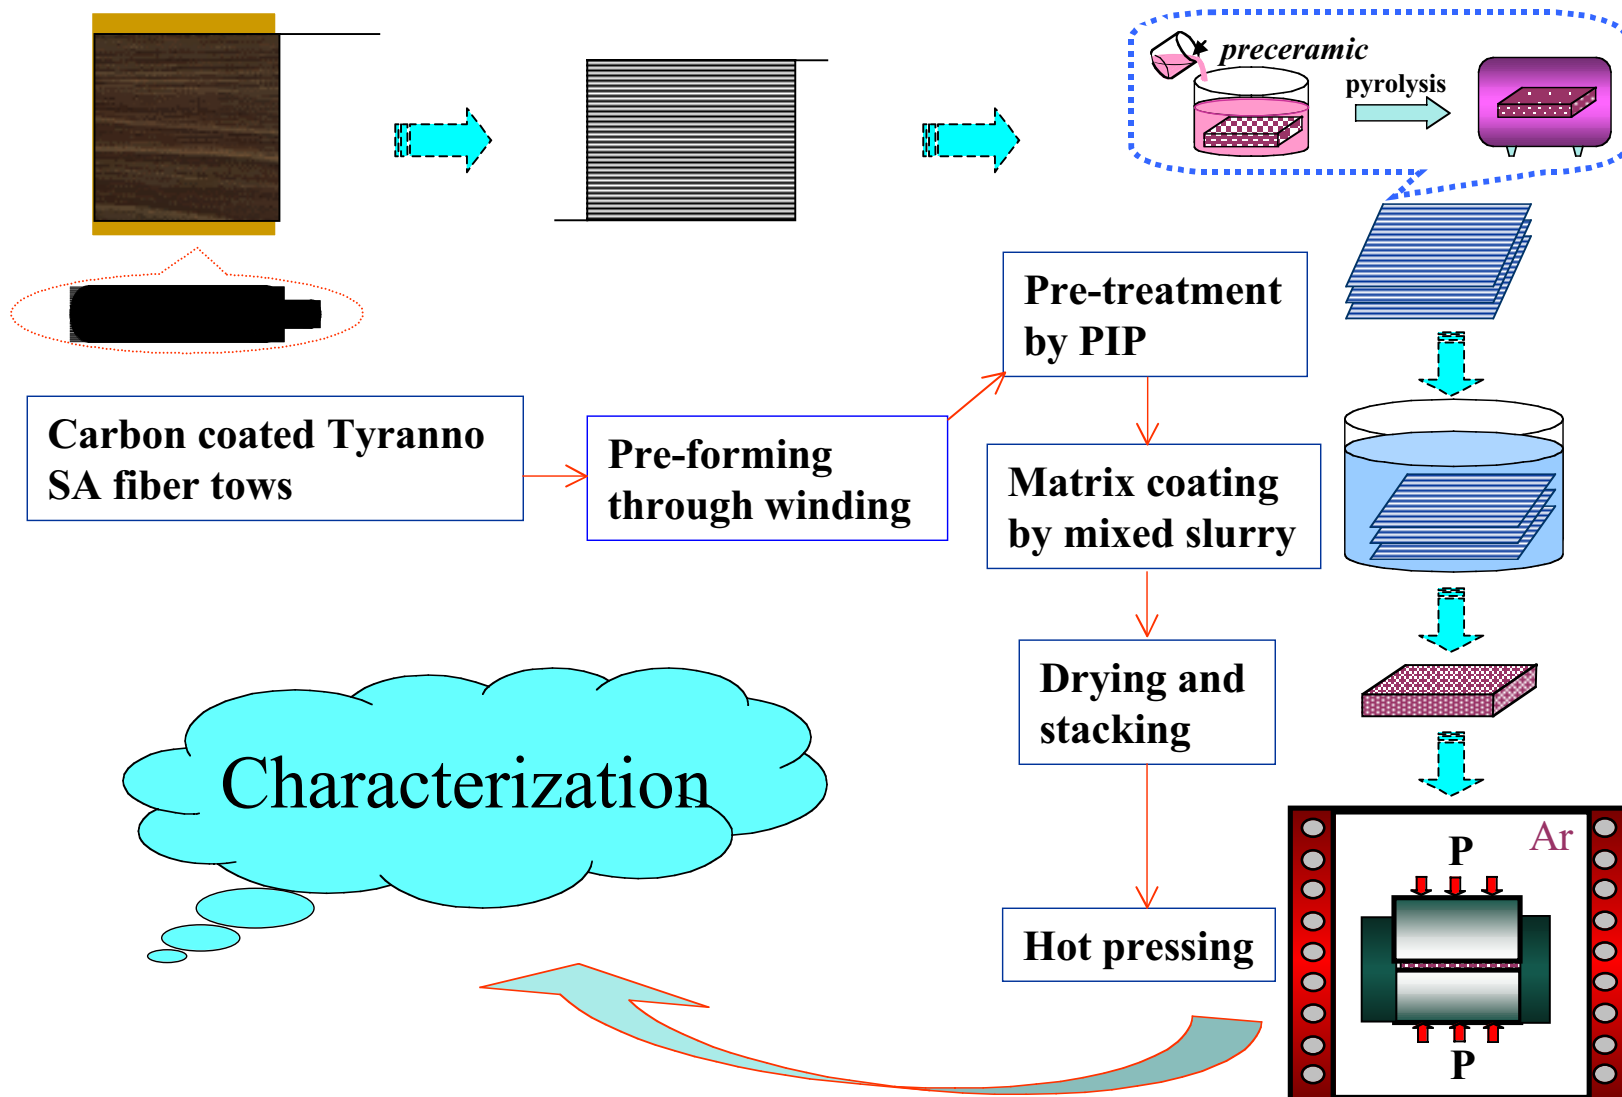 preceramic
pyrolysis
Carbon coated Tyranno
SA fiber tows
Pre-forming
through winding
Pre-treatment
by PIP
Matrix coating
by mixed slurry
Drying and
stacking
Hot pressing
Ar
P
P
Characterization